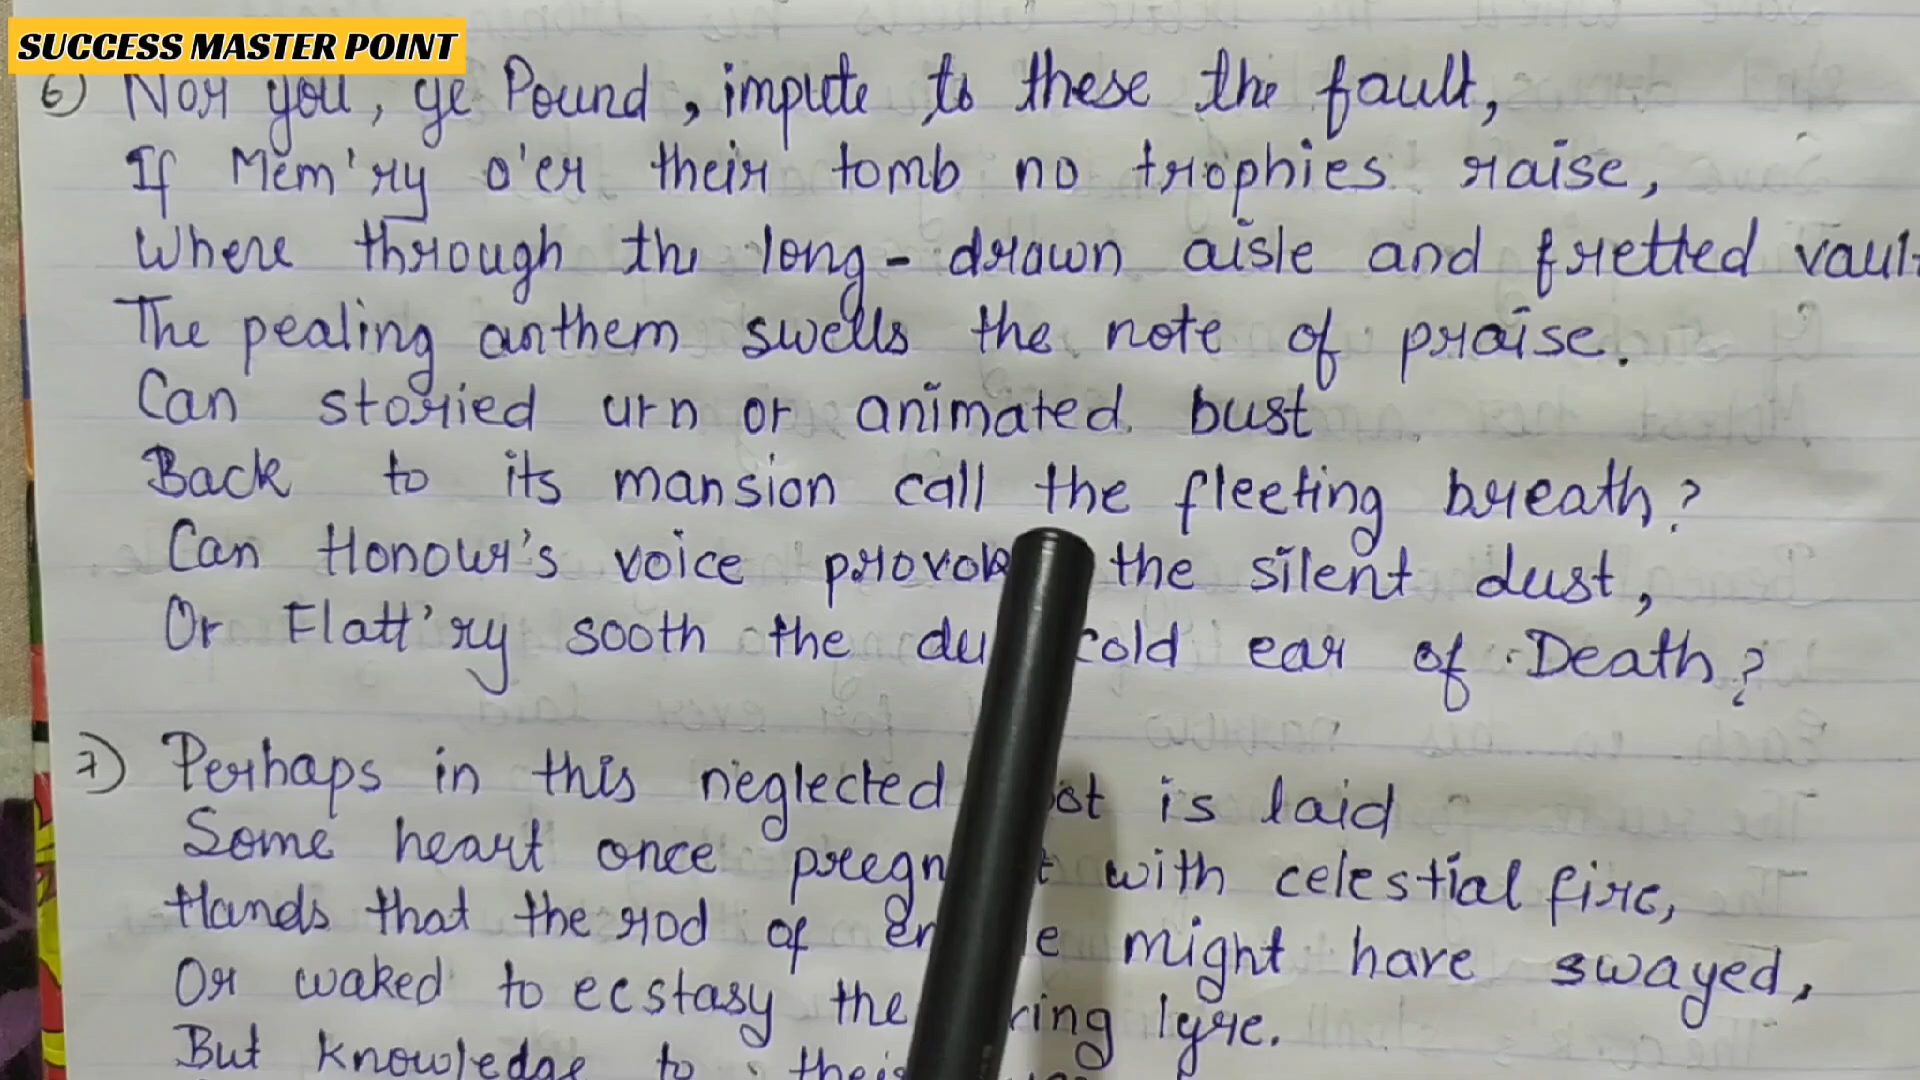 SUCCESS MASTER POINT
6) Nor you, ye Pound, impute to these the fault,
If Mem'ry o'er their tomb no trophies raise,
Where through the long-drawn aisle and fretted vaul
The pealing anthem swells the note of praise.
Can storied urn or animated bust
Back to its mansion call the fleeting breath?
Can Honour's voice provok the silent dust,
Or Flatt'ry sooth the du cold ear of Death?
7) Perhaps in this neglected ot is laid
Some heart once pregn t with celestial fire,
Hands that the rod of em e might have swayed,
Or waked to ecstasy the ring lyre.
But knowledge to their